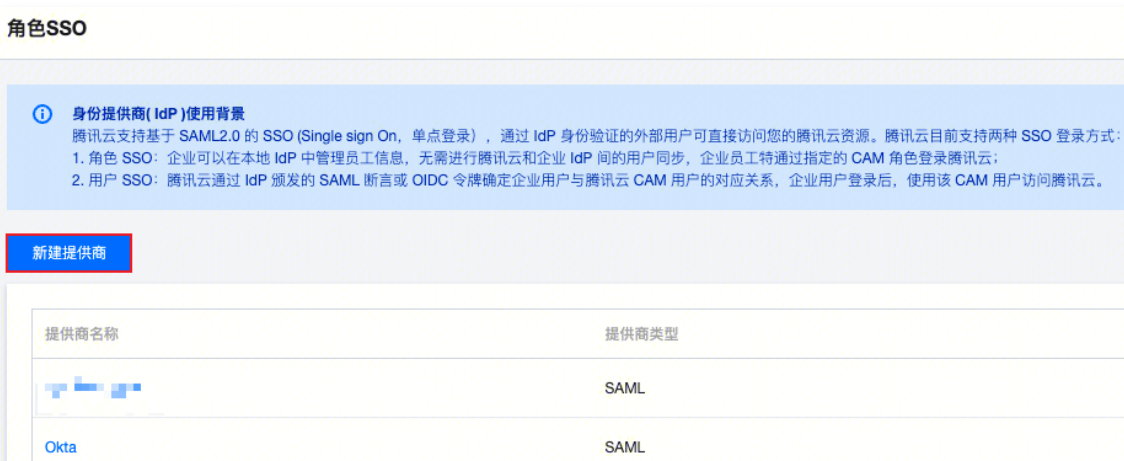 角色SSO
身份提供商( IdP )使用背景
腾讯云支持基于 SAML2.0 的 SSO (Single sign On，单点登录），通过 IdP 身份验证的外部用户可直接访问您的腾讯云资源。腾讯云目前支持两种 SSO 登录方式：
1. 角色 SSO：企业可以在本地 IdP 中管理员工信息，无需进行腾讯云和企业 IdP 间的用户同步，企业员工特通过指定的 CAM 角色登录腾讯云；
2. 用户 SSO：腾讯云通过 IdP 颁发的 SAML 断言或 OIDC 令牌确定企业用户与腾讯云 CAM 用户的对应关系，企业用户登录后，使用该 CAM 用户访问腾讯云。
新建提供商
提供商名称 提供商类型
SAML
Okta SAML